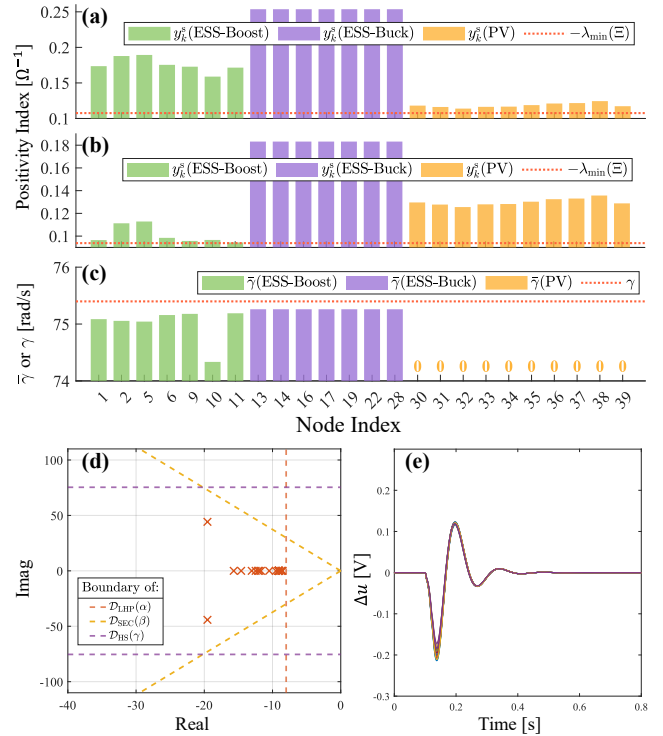 (a)
0.25
0.2
0.15
0.1
y_k^s(ESS-Boost) y_k^s(ESS-Buck) y_k^s(PV) −λ_min(Ξ)
Positivity Index [Ω⁻¹]
(b)
0.18
0.16
0.14
0.12
0.1
y_k^s(ESS-Boost) y_k^s(ESS-Buck) y_k^s(PV) −λ_min(Ξ)
(c)
76
75
74
γ̄(ESS-Boost) γ̄(ESS-Buck) γ̄(PV) γ
γ̄ or γ [rad/s]
0 0 0 0 0 0 0 0 0 0
1 2 5 6 9 10 11 13 14 16 17 19 22 28 30 31 32 33 34 35 36 37 38 39
Node Index
(d)
100
50
0
-50
-100
Imag
Boundary of:
𝒟_LHP(α)
𝒟_SEC(β)
𝒟_HS(γ)
-40 -30 -20 -10 0
Real
(e)
0.3
0.2
0.1
0
-0.1
-0.2
-0.3
Δu [V]
0 0.2 0.4 0.6 0.8
Time [s]